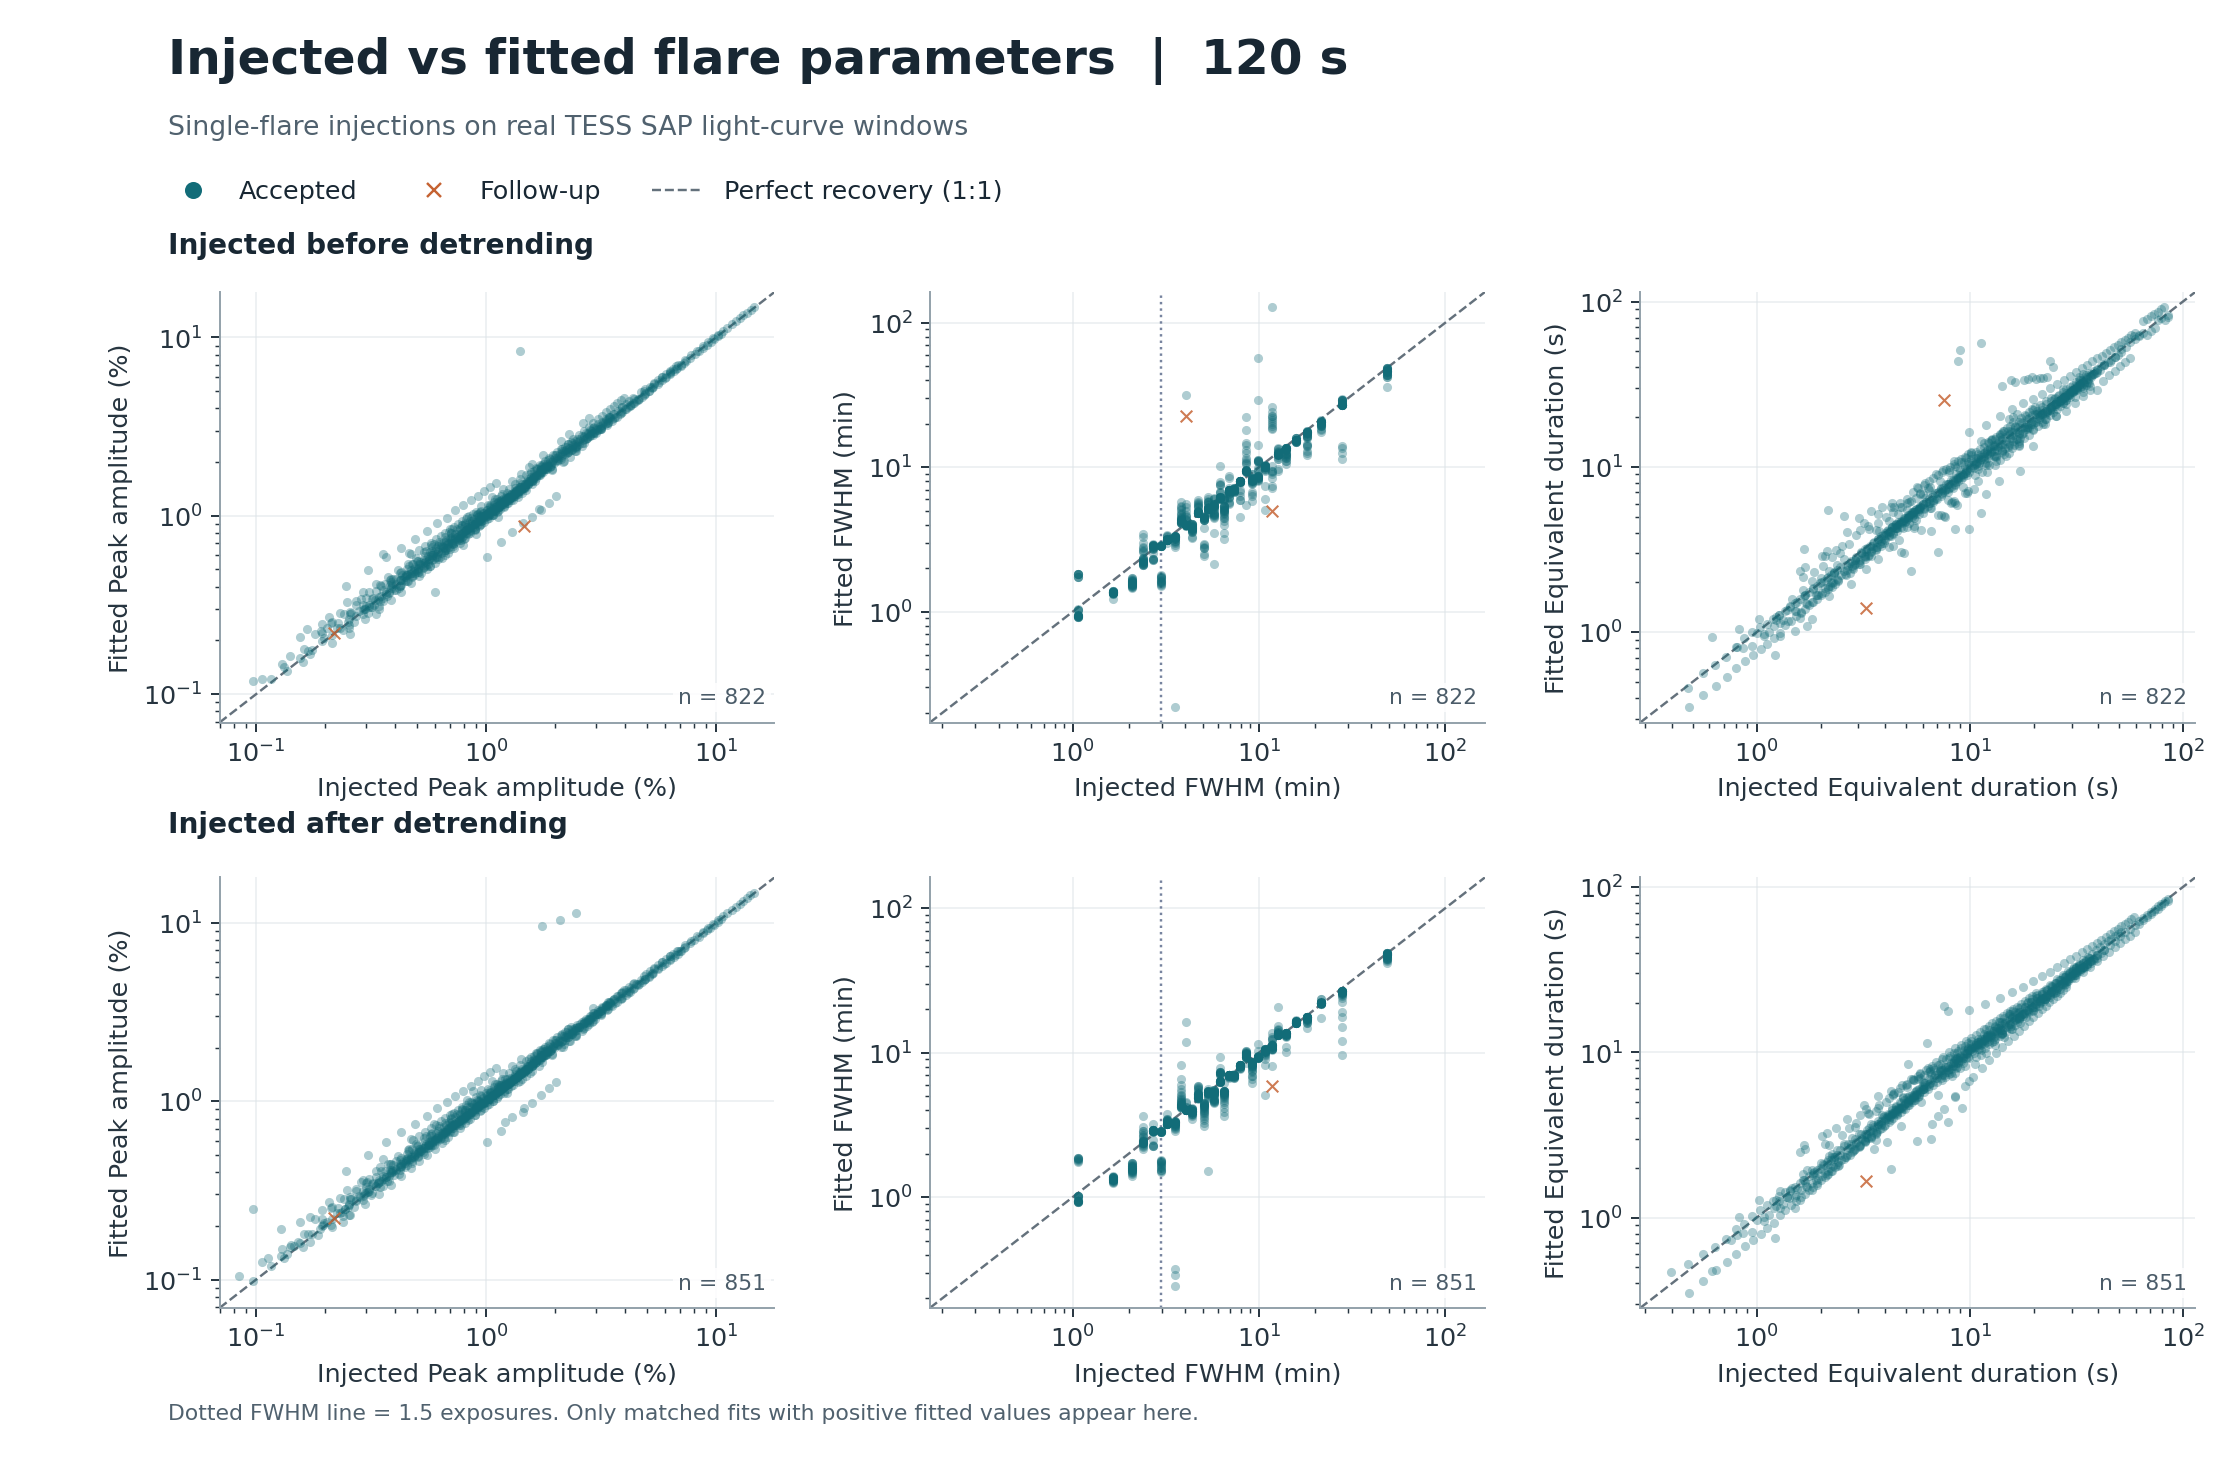 Injected vs fitted flare parameters | 120 s
Single-flare injections on real TESS SAP light-curve windows
Accepted
Follow-up
Perfect recovery (1:1)
Injected before detrending
Fitted Peak amplitude (%)
10¹
10⁰
10⁻¹
n = 822
10⁻¹ 10⁰ 10¹
Injected Peak amplitude (%)
Fitted FWHM (min)
10²
10¹
10⁰
n = 822
10⁰ 10¹ 10²
Injected FWHM (min)
Fitted Equivalent duration (s)
10²
10¹
10⁰
n = 822
10⁰ 10¹ 10²
Injected Equivalent duration (s)
Injected after detrending
Fitted Peak amplitude (%)
10¹
10⁰
10⁻¹
n = 851
10⁻¹ 10⁰ 10¹
Injected Peak amplitude (%)
Fitted FWHM (min)
10²
10¹
10⁰
n = 851
10⁰ 10¹ 10²
Injected FWHM (min)
Fitted Equivalent duration (s)
10²
10¹
10⁰
n = 851
10⁰ 10¹ 10²
Injected Equivalent duration (s)
Dotted FWHM line = 1.5 exposures. Only matched fits with positive fitted values appear here.